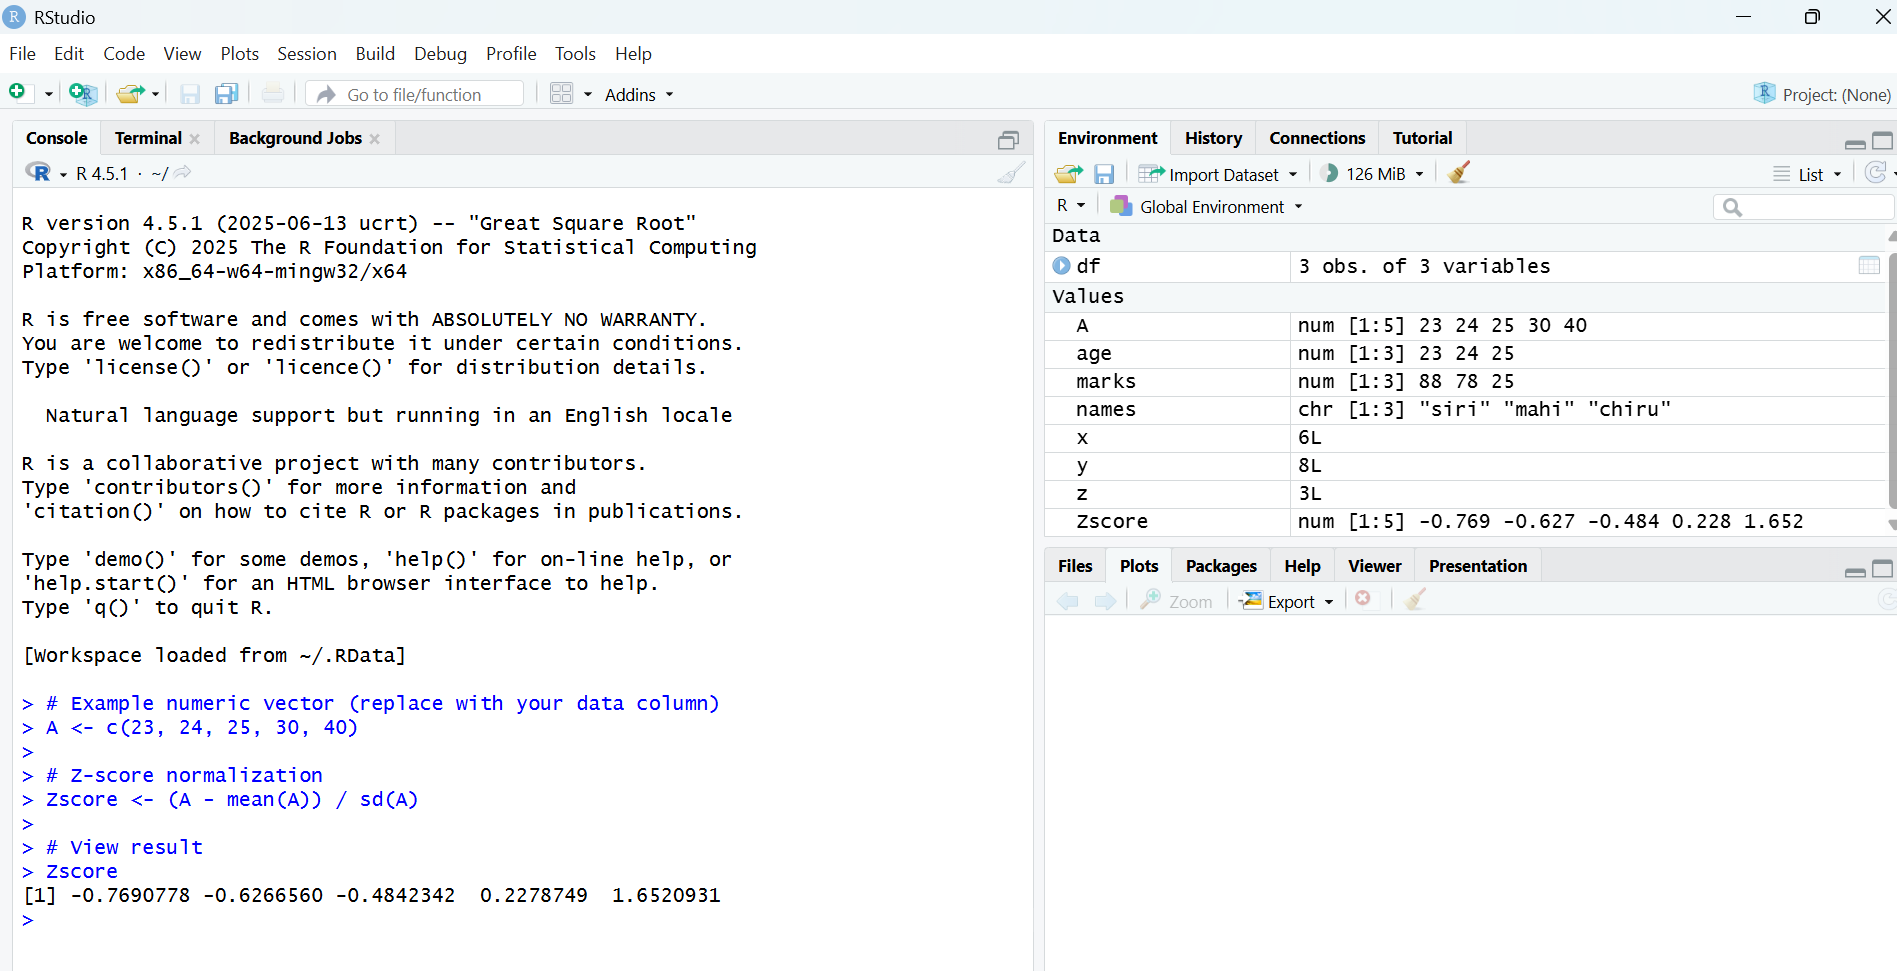 RStudio
File Edit Code View Plots Session Build Debug Profile Tools Help
Go to file/function Addins Project: (None)
Console Terminal Background Jobs
R 4.5.1 · ~/
R version 4.5.1 (2025-06-13 ucrt) -- "Great Square Root"
Copyright (C) 2025 The R Foundation for Statistical Computing
Platform: x86_64-w64-mingw32/x64
R is free software and comes with ABSOLUTELY NO WARRANTY.
You are welcome to redistribute it under certain conditions.
Type 'license()' or 'licence()' for distribution details.
Natural language support but running in an English locale
R is a collaborative project with many contributors.
Type 'contributors()' for more information and
'citation()' on how to cite R or R packages in publications.
Type 'demo()' for some demos, 'help()' for on-line help, or
'help.start()' for an HTML browser interface to help.
Type 'q()' to quit R.
[Workspace loaded from ~/.RData]
> # Example numeric vector (replace with your data column)
> A <- c(23, 24, 25, 30, 40)
>
> # Z-score normalization
> Zscore <- (A - mean(A)) / sd(A)
>
> # View result
> Zscore
[1] -0.7690778 -0.6266560 -0.4842342 0.2278749 1.6520931
>
Environment History Connections Tutorial
Import Dataset 126 MiB List
R Global Environment
Data
df 3 obs. of 3 variables
Values
A num [1:5] 23 24 25 30 40
age num [1:3] 23 24 25
marks num [1:3] 88 78 25
names chr [1:3] "siri" "mahi" "chiru"
x 6L
y 8L
z 3L
Zscore num [1:5] -0.769 -0.627 -0.484 0.228 1.652
Files Plots Packages Help Viewer Presentation
Zoom Export